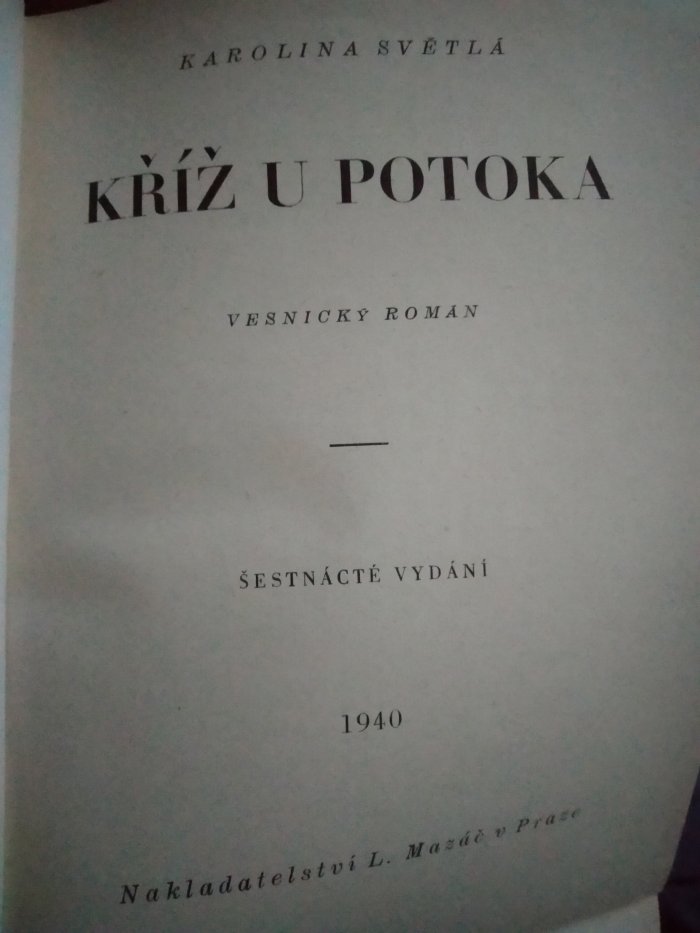 KAROLINA SVĚTLÁ
KŘÍŽ U POTOKA
VESNICKÝ ROMÁN
ŠESTNÁCTÉ VYDÁNÍ
1940
Nakladatelství L. Mazáč v Praze